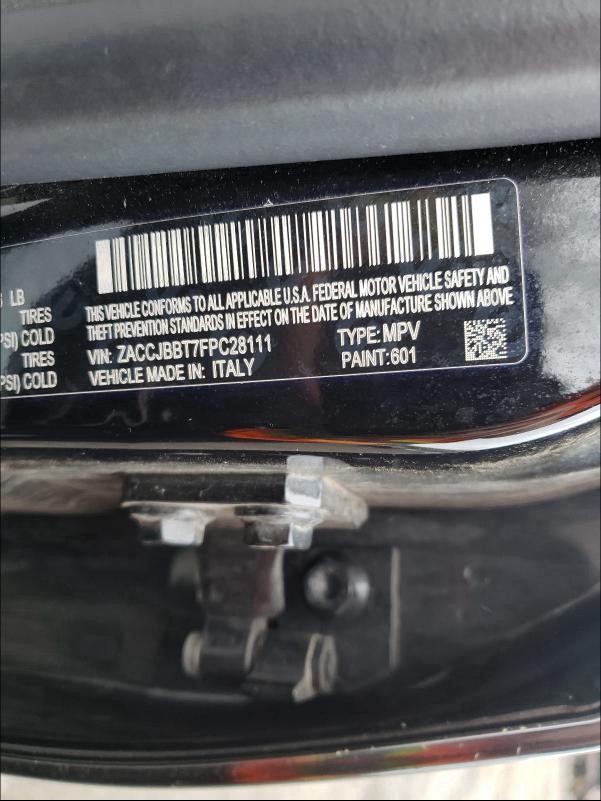 LB
TIRES
COLD
TIRES
COLD
THIS VEHICLE CONFORMS TO ALL APPLICABLE U.S.A. FEDERAL MOTOR VEHICLE SAFETY AND
THEFT PREVENTION STANDARDS IN EFFECT ON THE DATE OF MANUFACTURE SHOWN ABOVE
VIN: ZACCJBBT7FPC28111 TYPE: MPV
VEHICLE MADE IN: ITALY PAINT:601